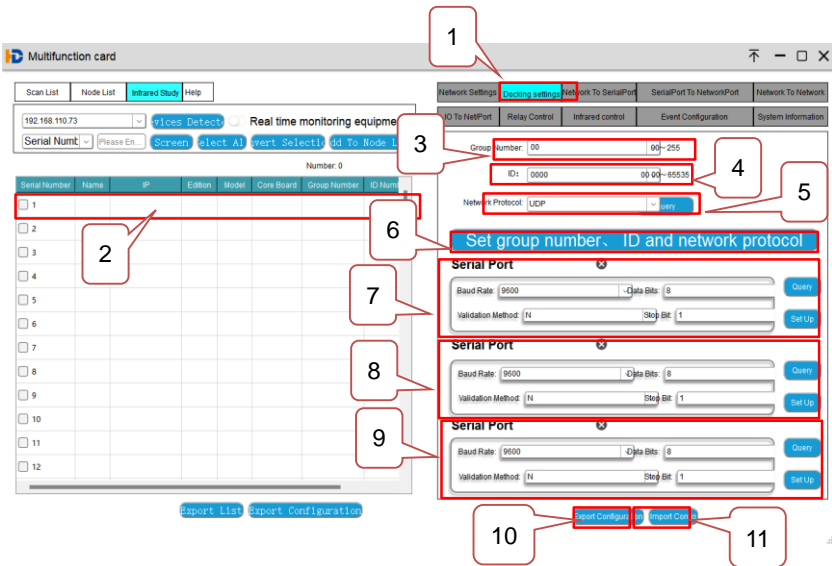 1
Multifunction card
Scan List Node List Infrared Study Help
Network Settings Docking settings Network To SerialPort SerialPort To NetworkPort Network To Network
IO To NetPort Relay Control Infrared control Event Configuration System Information
192.168.110.73 vices Detect Real time monitoring equipme
Serial Numt Please En... Screen elect Al vert Selectio dd To Node L
Number: 0
3
Group Number: 00 00~255
4
ID: 0000 00 00~65535
5
Network Protocol: UDP uery
Serial Number Name IP Edition Model Core Board Group Number ID Numb
1
2
3
4
5
6
7
8
9
10
11
12
2
6
Set group number、 ID and network protocol
7
Serial Port
Baud Rate: 9600 Data Bits: 8 Query
Validation Method: N Stop Bit: 1 Set Up
8
Serial Port
Baud Rate: 9600 Data Bits: 8 Query
Validation Method: N Stop Bit: 1 Set Up
9
Serial Port
Baud Rate: 9600 Data Bits: 8 Query
Validation Method: N Stop Bit: 1 Set Up
Export List Export Configuration
Export Configuration Import Config
10
11